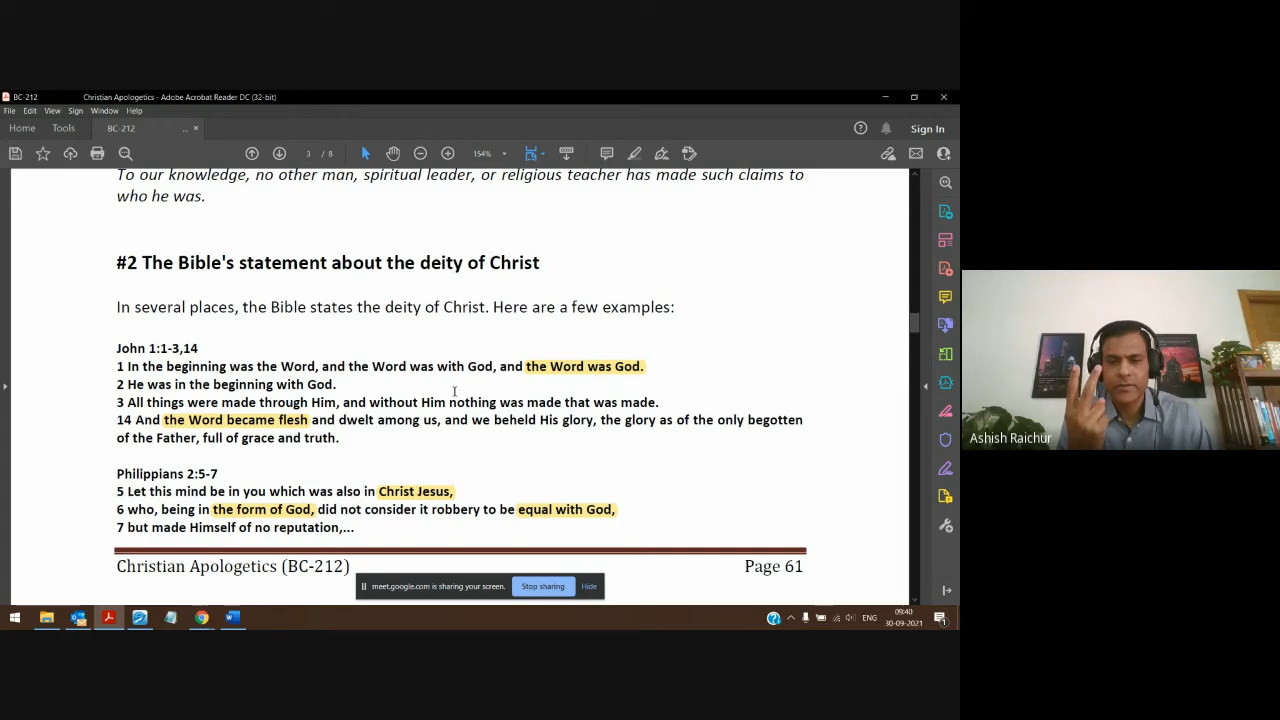 BC-212 Christian Apologetics - Adobe Acrobat Reader DC (32-bit)
File Edit View Sign Window Help
Home Tools BC-212 ... × Sign In
3 / 8 154%
To our knowledge, no other man, spiritual leader, or religious teacher has made such claims to
who he was.
#2 The Bible's statement about the deity of Christ
In several places, the Bible states the deity of Christ. Here are a few examples:
John 1:1-3,14
1 In the beginning was the Word, and the Word was with God, and the Word was God.
2 He was in the beginning with God.
3 All things were made through Him, and without Him nothing was made that was made.
14 And the Word became flesh and dwelt among us, and we beheld His glory, the glory as of the only begotten
of the Father, full of grace and truth.
Philippians 2:5-7
5 Let this mind be in you which was also in Christ Jesus,
6 who, being in the form of God, did not consider it robbery to be equal with God,
7 but made Himself of no reputation,...
Christian Apologetics (BC-212) Page 61
meet.google.com is sharing your screen. Stop sharing Hide
ENG
09:40
30-09-2021
Ashish Raichur